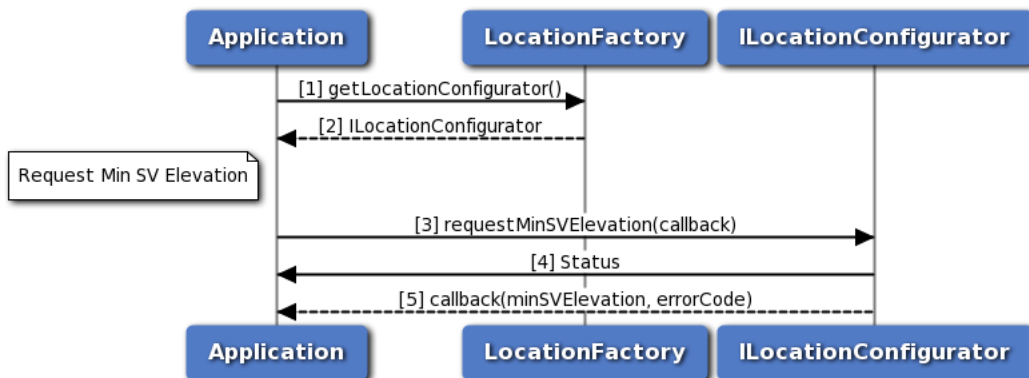 Application
LocationFactory
ILocationConfigurator
[1] getLocationConfigurator()
[2] ILocationConfigurator
Request Min SV Elevation
[3] requestMinSVElevation(callback)
[4] Status
[5] callback(minSVElevation, errorCode)
Application
LocationFactory
ILocationConfigurator